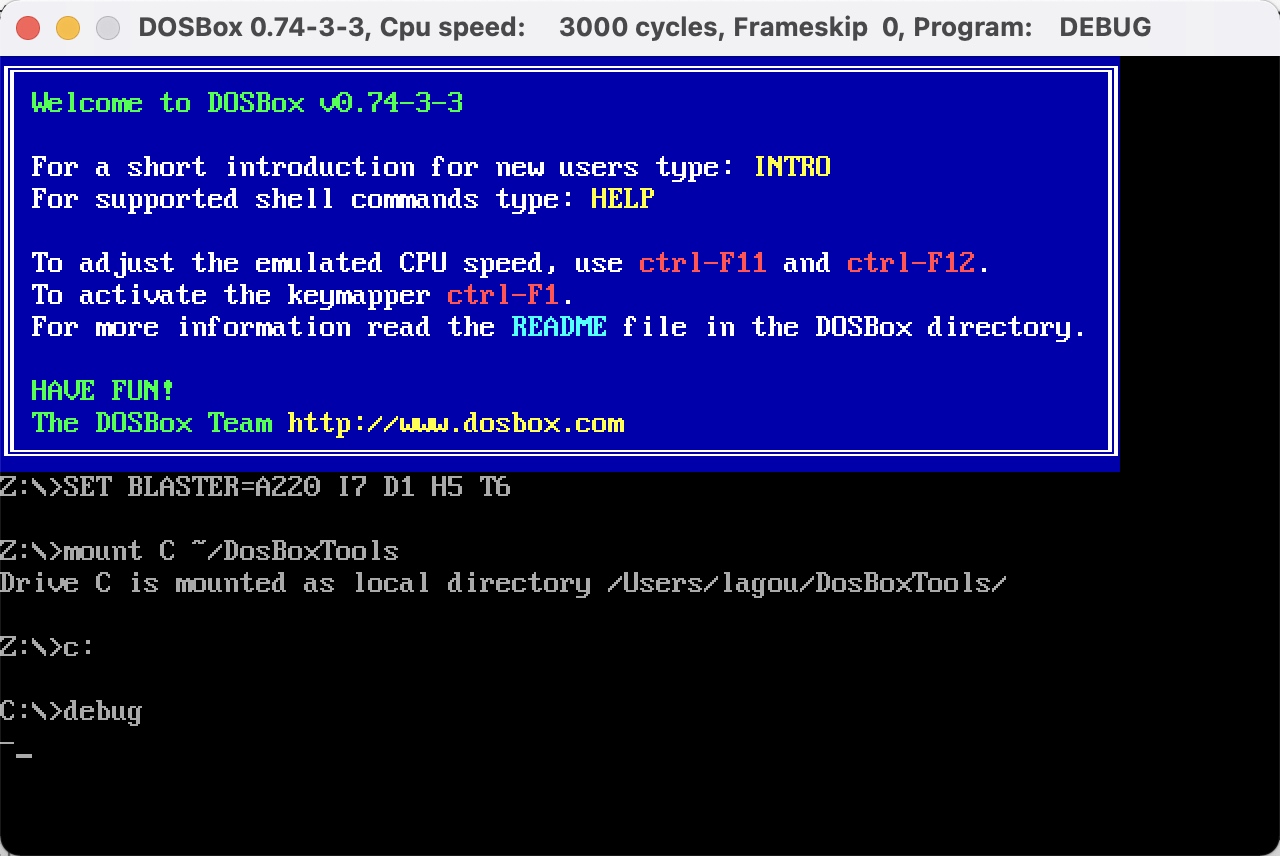 DOSBox 0.74-3-3, Cpu speed: 3000 cycles, Frameskip 0, Program: DEBUG
Welcome to DOSBox v0.74-3-3
For a short introduction for new users type: INTRO
For supported shell commands type: HELP
To adjust the emulated CPU speed, use ctrl-F11 and ctrl-F12.
To activate the keymapper ctrl-F1.
For more information read the README file in the DOSBox directory.
HAVE FUN!
The DOSBox Team http://www.dosbox.com
Z:\>SET BLASTER=A220 I7 D1 H5 T6
Z:\>mount C ~/DosBoxTools
Drive C is mounted as local directory /Users/lagou/DosBoxTools/
Z:\>c:
C:\>debug
-_